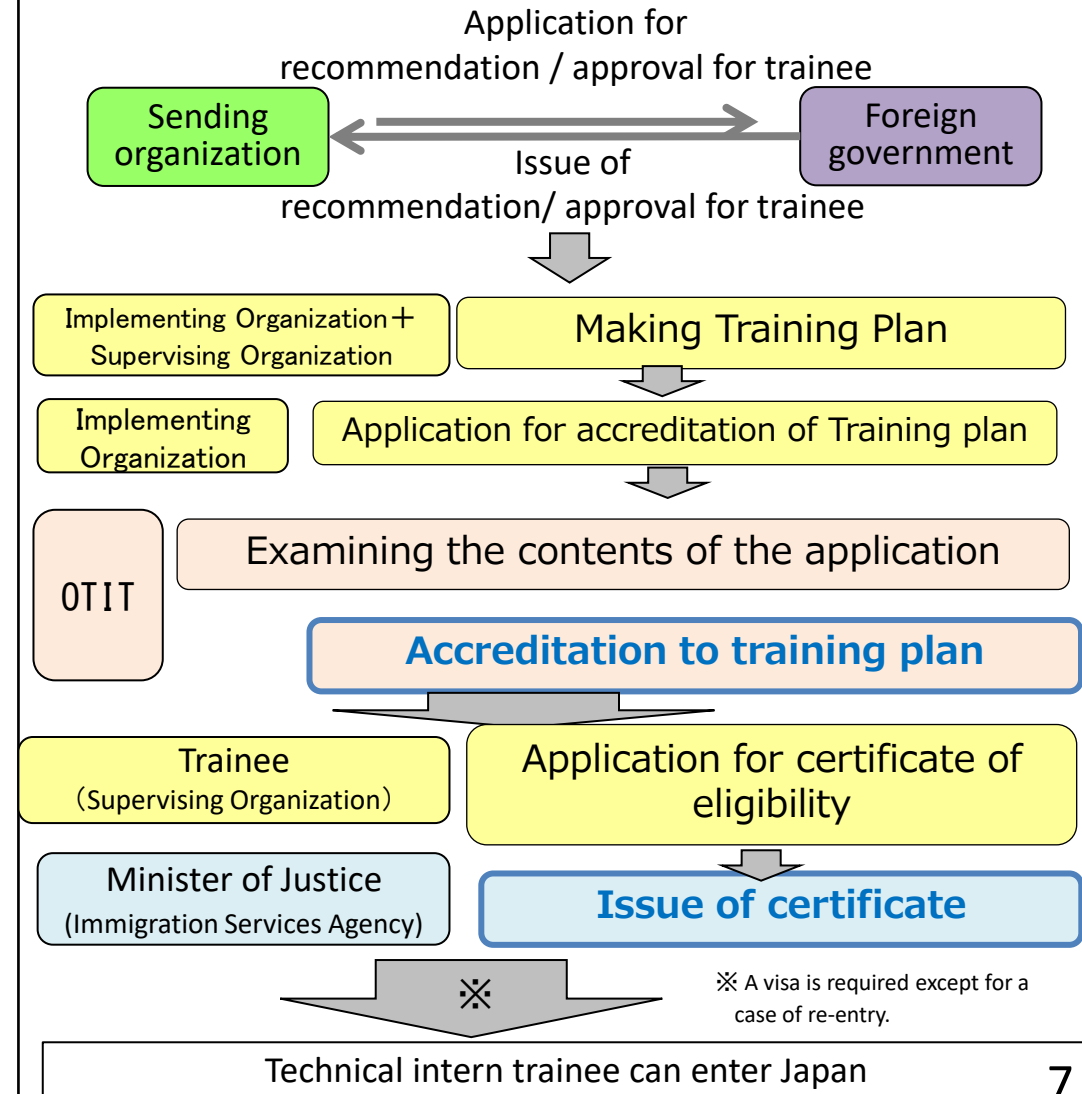 Application for
recommendation / approval for trainee
Sending
organization
Foreign
government
Issue of
recommendation/ approval for trainee
Implementing Organization＋
Supervising Organization
Making Training Plan
Implementing
Organization
Application for accreditation of Training plan
OTIT
Examining the contents of the application
Accreditation to training plan
Trainee
（Supervising Organization）
Application for certificate of
eligibility
Minister of Justice
(Immigration Services Agency)
Issue of certificate
※
※ A visa is required except for a
case of re-entry.
Technical intern trainee can enter Japan
7